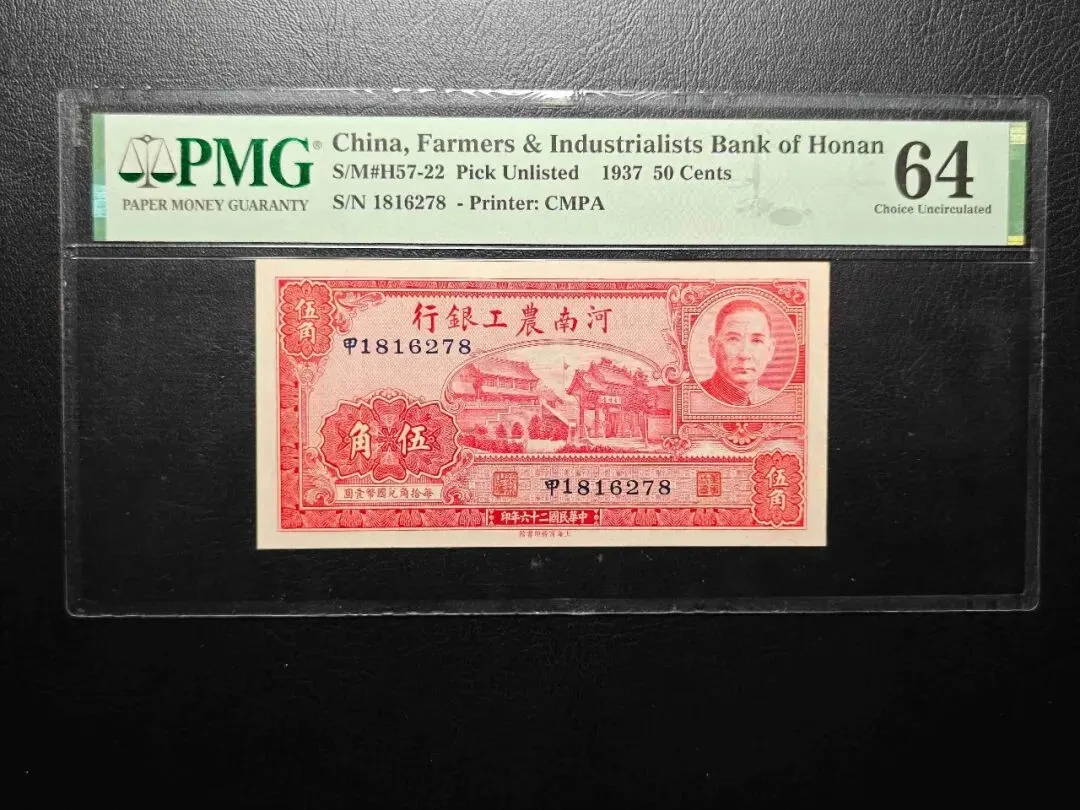 PMG®
PAPER MONEY GUARANTY
China, Farmers & Industrialists Bank of Honan
S/M#H57-22 Pick Unlisted 1937 50 Cents
S/N 1816278 - Printer: CMPA
64
Choice Uncirculated
伍角
行銀工農南河
甲1816278
角伍
圓壹幣國兌角拾每
甲1816278
伍角
印年六十二國民華中